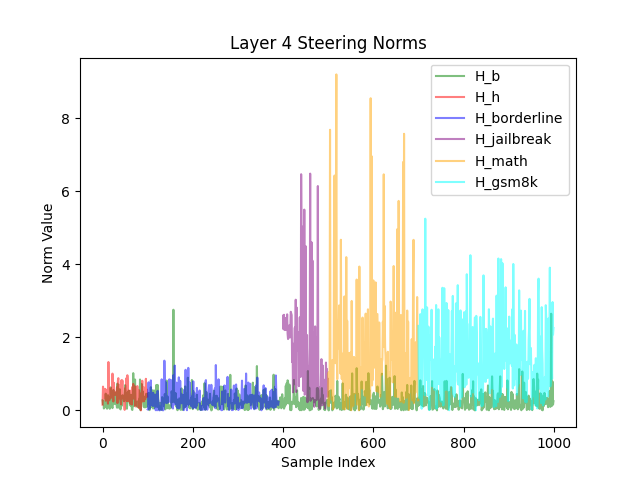 Layer 4 Steering Norms
H_b
H_h
H_borderline
H_jailbreak
H_math
H_gsm8k
Norm Value
8
6
4
2
0
0
200
400
600
800
1000
Sample Index